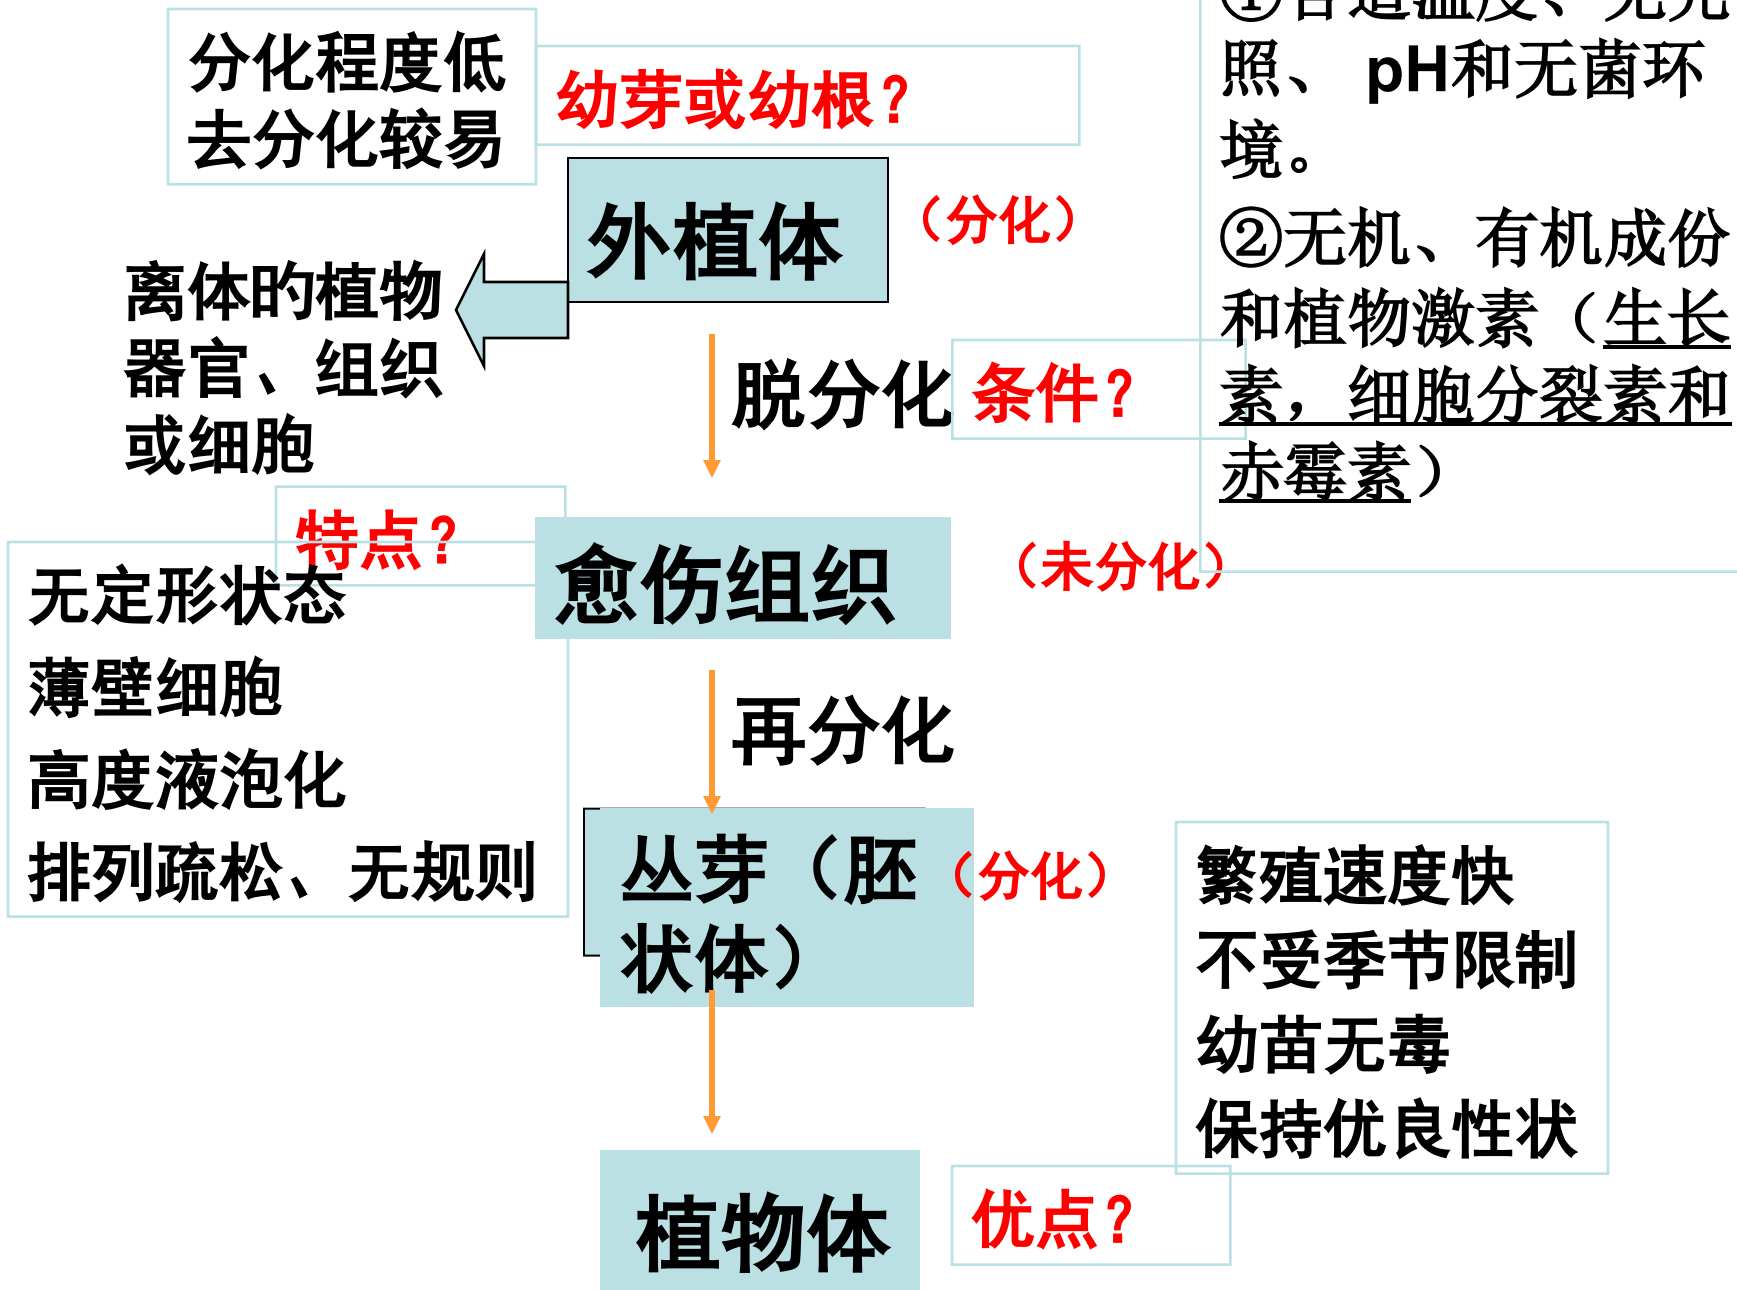 分化程度低
去分化较易
幼芽或幼根？
外植体
（分化）
离体旳植物
器官、组织
或细胞
脱分化
条件？
照、 pH和无菌环
境。
②无机、有机成份
和植物激素（生长
素，细胞分裂素和
赤霉素）
特点？
无定形状态
薄壁细胞
高度液泡化
排列疏松、无规则
愈伤组织
（未分化）
再分化
丛芽（胚
状体）
（分化）
繁殖速度快
不受季节限制
幼苗无毒
保持优良性状
植物体
优点？